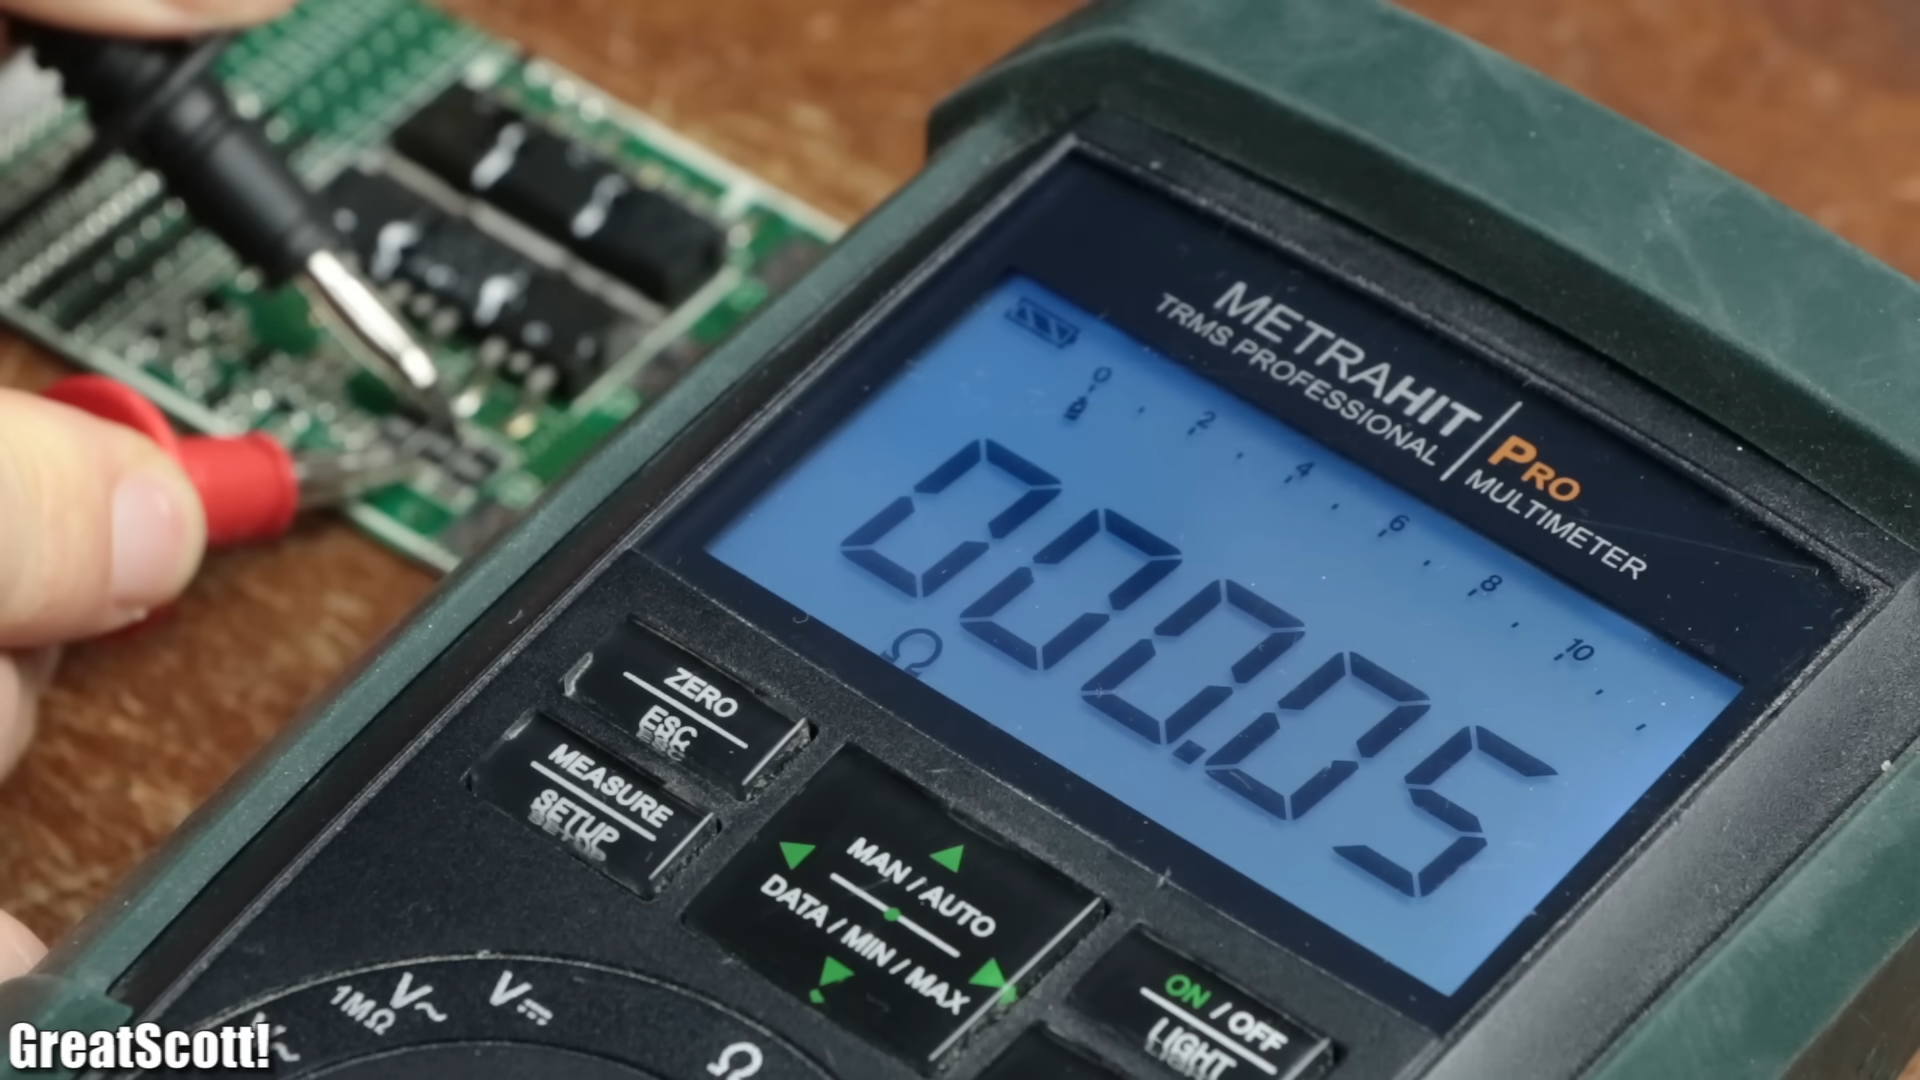 METRAHIT PRO
TRMS PROFESSIONAL MULTIMETER
0 2 4 6 8 10
000.05
Ω
ZERO
ESC
MEASURE
SETUP
MAN / AUTO
DATA / MIN / MAX
ON / OFF
LIGHT
1MΩ
V~
V⎓
Ω
GreatScott!